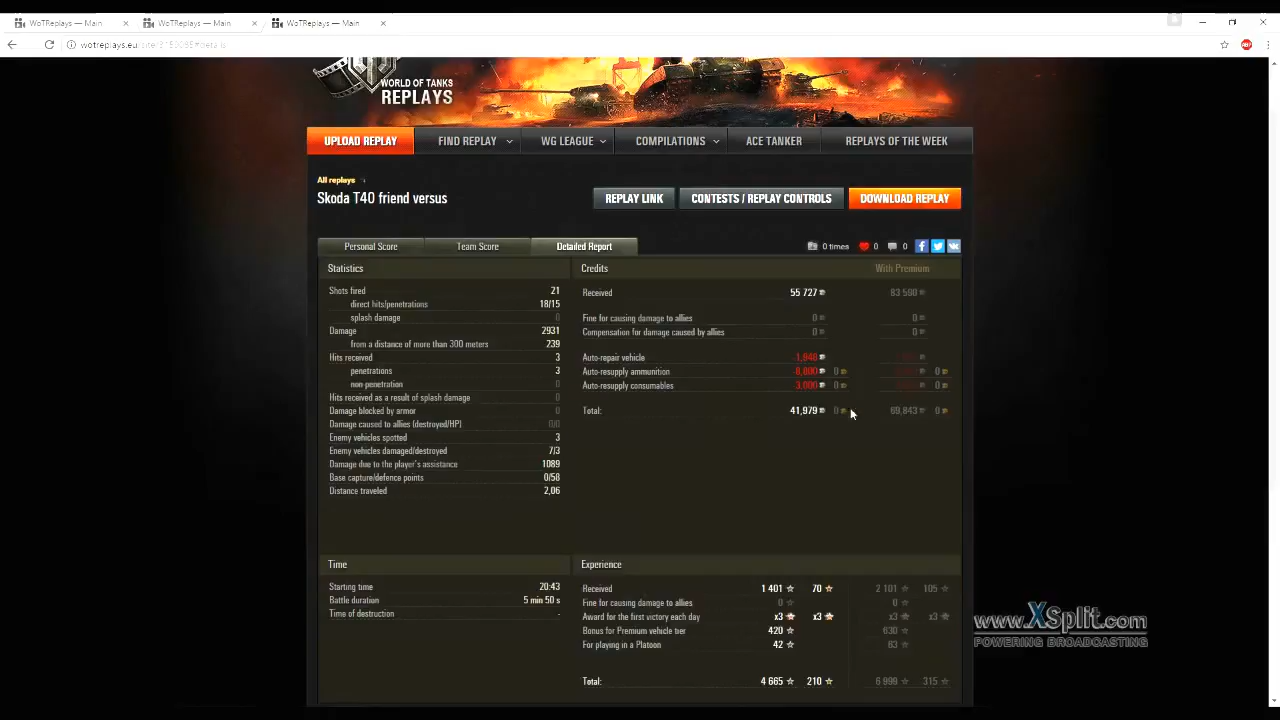 WoTReplays — Main
WoTReplays — Main
WoTReplays — Main
wotreplays.eu
ABP
WORLD OF TANKS
REPLAYS
UPLOAD REPLAY FIND REPLAY WG LEAGUE COMPILATIONS ACE TANKER REPLAYS OF THE WEEK
All replays
Skoda T40 friend versus
REPLAY LINK CONTESTS / REPLAY CONTROLS DOWNLOAD REPLAY
Personal Score Team Score Detailed Report 0 times 0 0
Statistics
Shots fired 21
direct hits/penetrations 18/15
splash damage 0
Damage 2931
from a distance of more than 300 meters 239
Hits received 3
penetrations 3
non-penetration 0
Hits received as a result of splash damage 0
Damage blocked by armor 0
Damage caused to allies (destroyed/HP) 0/0
Enemy vehicles spotted 3
Enemy vehicles damaged/destroyed 7/3
Damage due to the player's assistance 1089
Base capture/defence points 0/58
Distance traveled 2,06
Credits With Premium
Received 55 727 83 590
Fine for causing damage to allies 0 0
Compensation for damage caused by allies 0 0
Auto-repair vehicle
Auto-resupply ammunition 0 0
Auto-resupply consumables -3,000 0 0
Total: 41,979 0 69,843 0
Time
Starting time 20:43
Battle duration 5 min 50 s
Time of destruction -
Experience
Received 1 401 70 2 101 105
Fine for causing damage to allies 0 0
Award for the first victory each day x3 x3 x3 x3
Bonus for Premium vehicle tier 420 630
For playing in a Platoon 42 63
Total: 4 665 210 6 999 315
www.XSplit.com
POWERING BROADCASTING